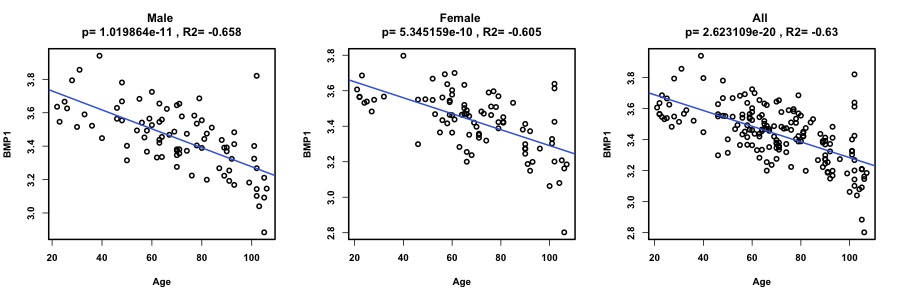 Male
p= 1.019864e-11 , R2= -0.658
BMP1
3.8
3.6
3.4
3.2
3.0
20 40 60 80 100
Age
Female
p= 5.345159e-10 , R2= -0.605
BMP1
3.8
3.6
3.4
3.2
3.0
2.8
20 40 60 80 100
Age
All
p= 2.623109e-20 , R2= -0.63
BMP1
3.8
3.6
3.4
3.2
3.0
2.8
20 40 60 80 100
Age